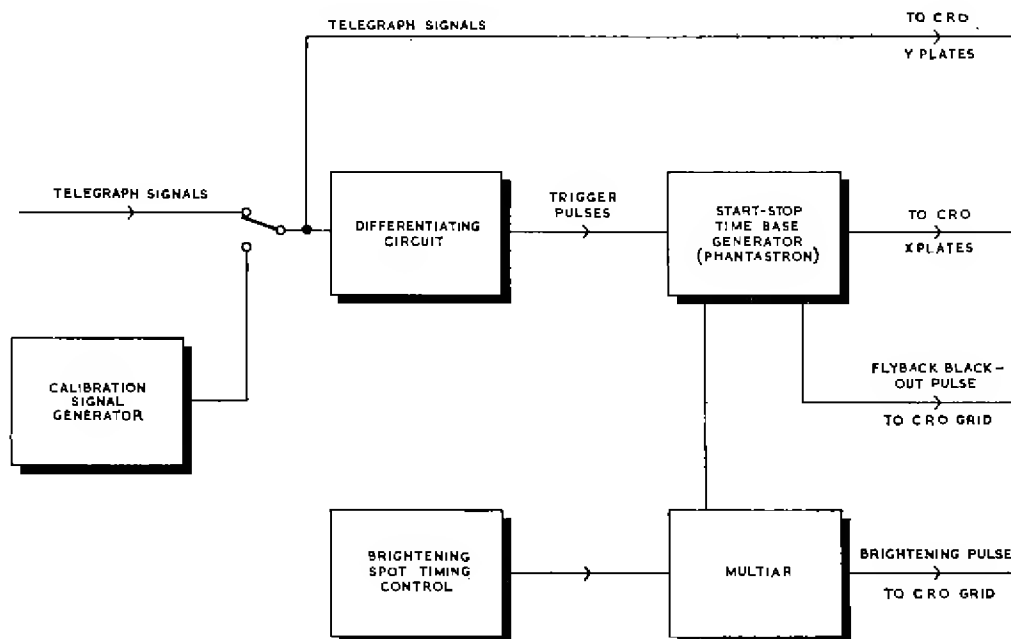 TELEGRAPH SIGNALS
TO CRO
Y PLATES
TELEGRAPH SIGNALS
DIFFERENTIATING
CIRCUIT
TRIGGER
PULSES
START-STOP
TIME BASE
GENERATOR
(PHANTASTRON)
TO CRO
X PLATES
CALIBRATION
SIGNAL
GENERATOR
FLYBACK BLACK-
OUT PULSE
TO CRO GRID
BRIGHTENING
SPOT TIMING
CONTROL
MULTIAR
BRIGHTENING PULSE
TO CRO GRID